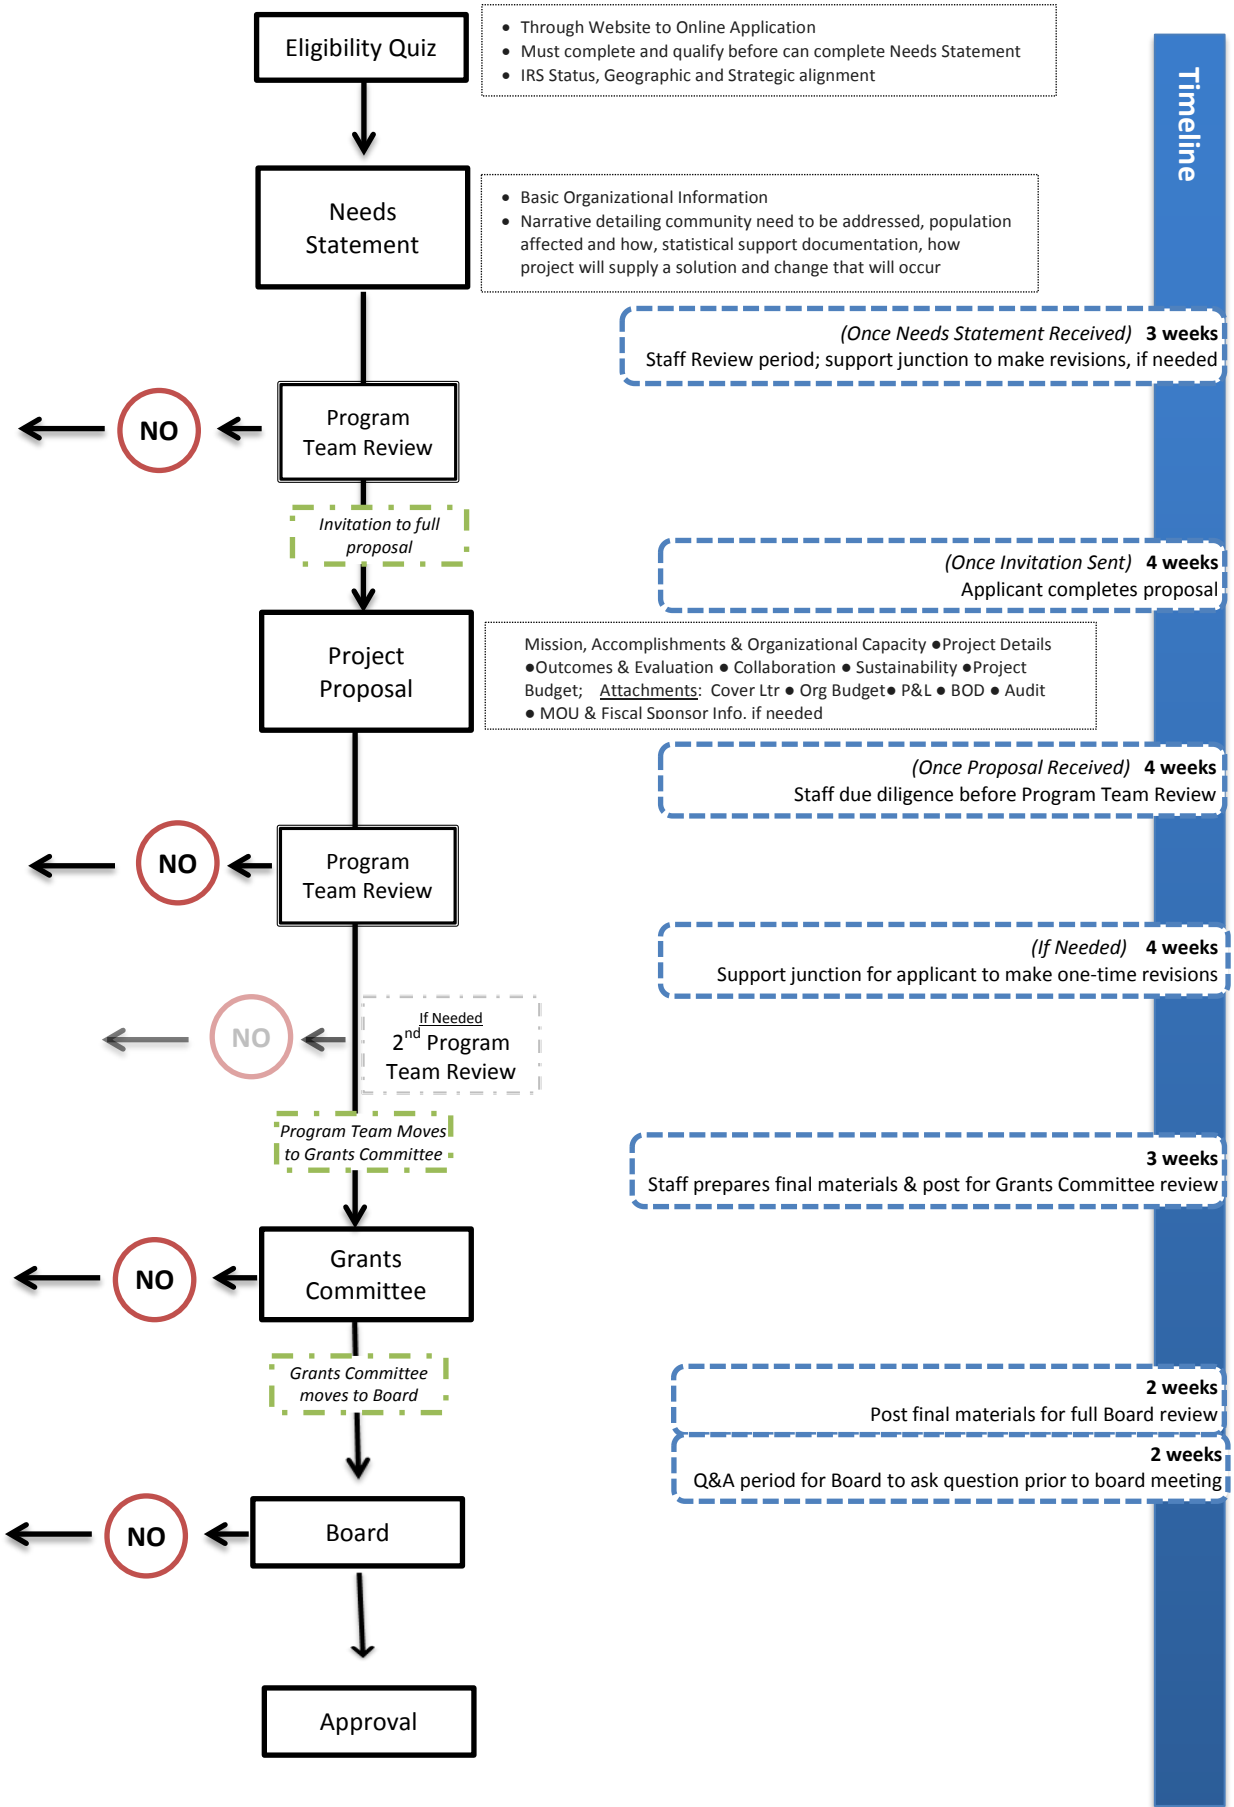 Eligibility Quiz
● Through Website to Online Application
● Must complete and qualify before can complete Needs Statement
● IRS Status, Geographic and Strategic alignment
Timeline
Needs
Statement
● Basic Organizational Information
● Narrative detailing community need to be addressed, population
affected and how, statistical support documentation, how
project will supply a solution and change that will occur
(Once Needs Statement Received) 3 weeks
Staff Review period; support junction to make revisions, if needed
Program
Team Review
NO
Invitation to full
proposal
(Once Invitation Sent) 4 weeks
Applicant completes proposal
Project
Proposal
Mission, Accomplishments & Organizational Capacity ●Project Details
●Outcomes & Evaluation ● Collaboration ● Sustainability ●Project
Budget; Attachments: Cover Ltr ● Org Budget● P&L ● BOD ● Audit
● MOU & Fiscal Sponsor Info. if needed
(Once Proposal Received) 4 weeks
Staff due diligence before Program Team Review
Program
Team Review
NO
(If Needed) 4 weeks
Support junction for applicant to make one-time revisions
If Needed
2nd Program
Team Review
NO
Program Team Moves
to Grants Committee
3 weeks
Staff prepares final materials & post for Grants Committee review
Grants
Committee
NO
Grants Committee
moves to Board
2 weeks
Post final materials for full Board review
2 weeks
Q&A period for Board to ask question prior to board meeting
Board
NO
Approval